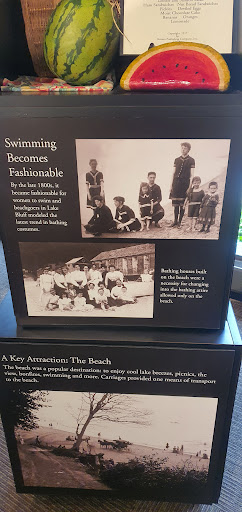 Swimming
Becomes
Fashionable
By the late 1800s, it
became fashionable for
women to swim and
beachgoers in Lake
Bluff modeled the
latest trend in bathing
costumes.
Bathing houses built
on the beach were a
necessity for changing
into the bathing attire
allowed only on the
beach.
A Key Attraction: The Beach
The beach was a popular destination: to enjoy cool lake breezes, picnics, the
view, bonfires, swimming and more. Carriages provided one means of transport
to the beach.